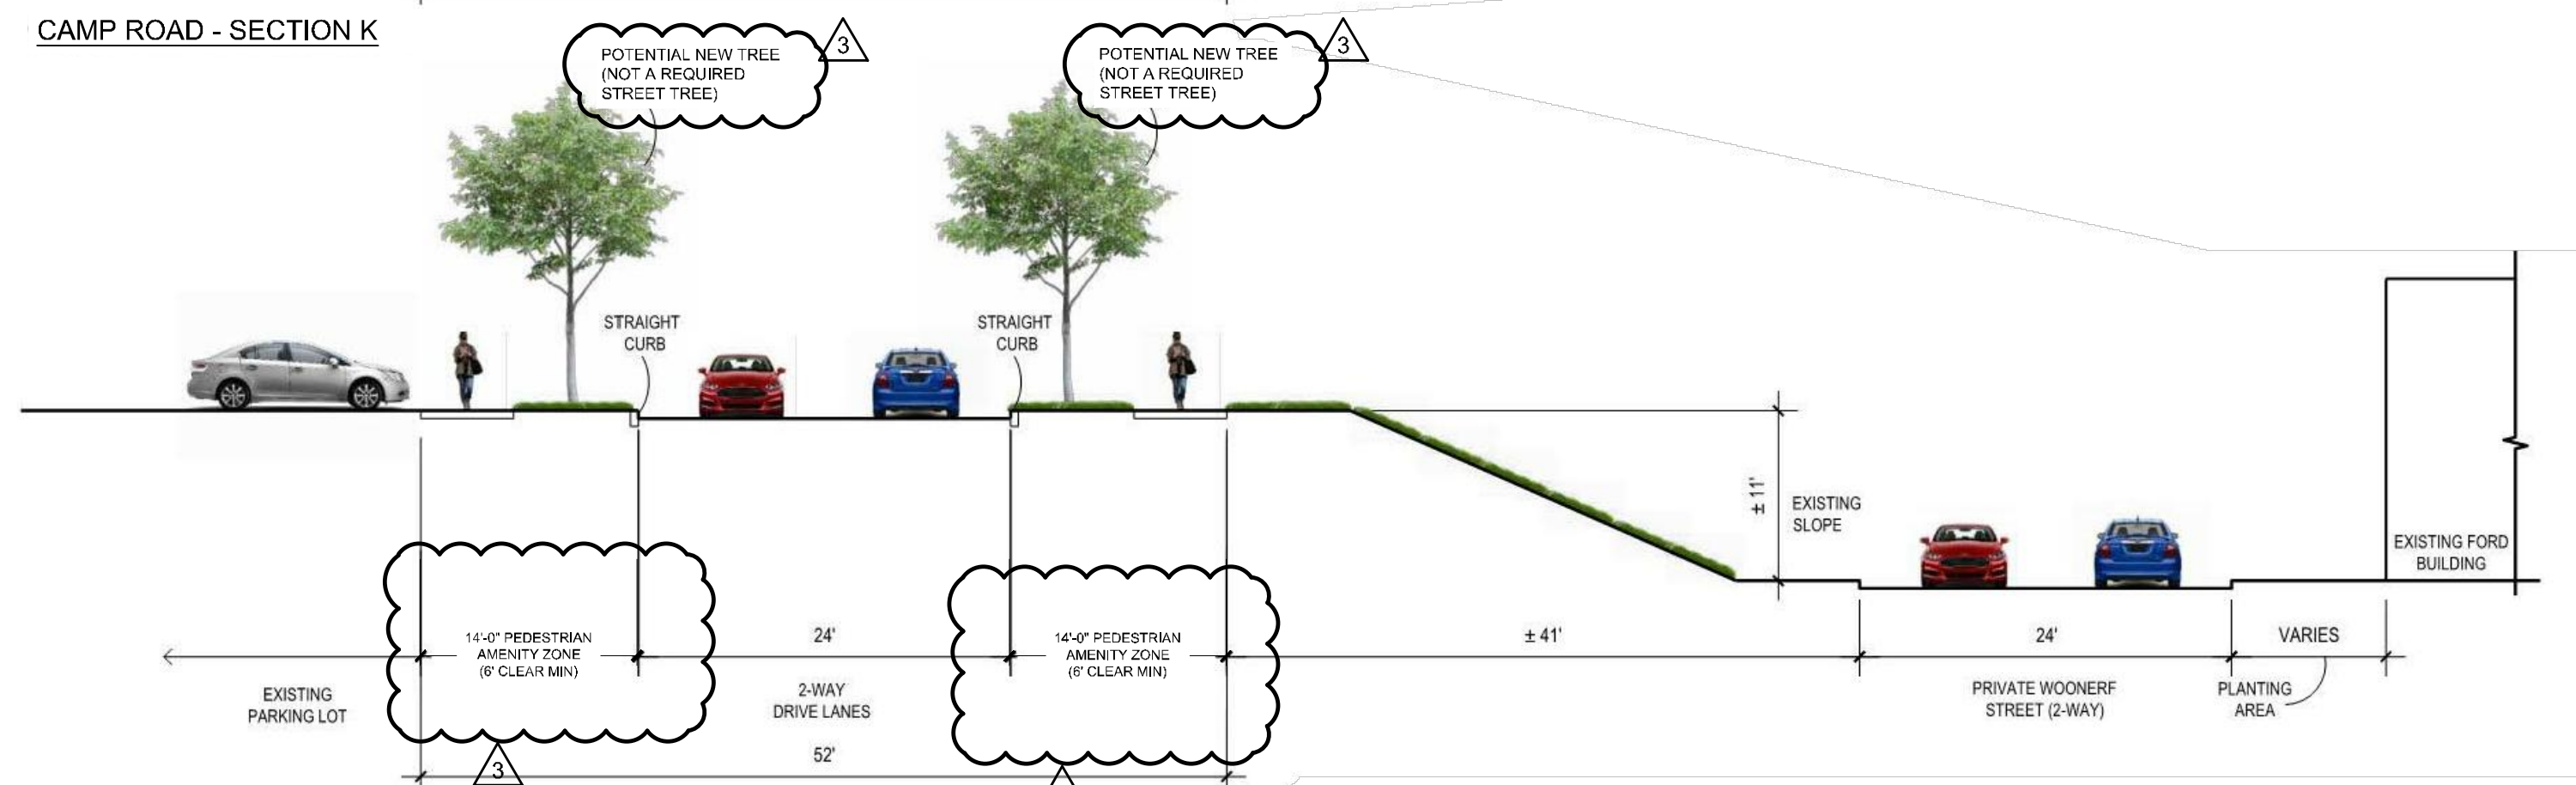 CAMP ROAD - SECTION K
POTENTIAL NEW TREE
(NOT A REQUIRED
STREET TREE)
3
POTENTIAL NEW TREE
(NOT A REQUIRED
STREET TREE)
3
STRAIGHT
CURB
STRAIGHT
CURB
± 11'
EXISTING
SLOPE
EXISTING FORD
BUILDING
14'-0" PEDESTRIAN
AMENITY ZONE
(6' CLEAR MIN)
24'
14'-0" PEDESTRIAN
AMENITY ZONE
(6' CLEAR MIN)
± 41'
24'
VARIES
EXISTING
PARKING LOT
2-WAY
DRIVE LANES
PRIVATE WOONERF
STREET (2-WAY)
PLANTING
AREA
52'
3